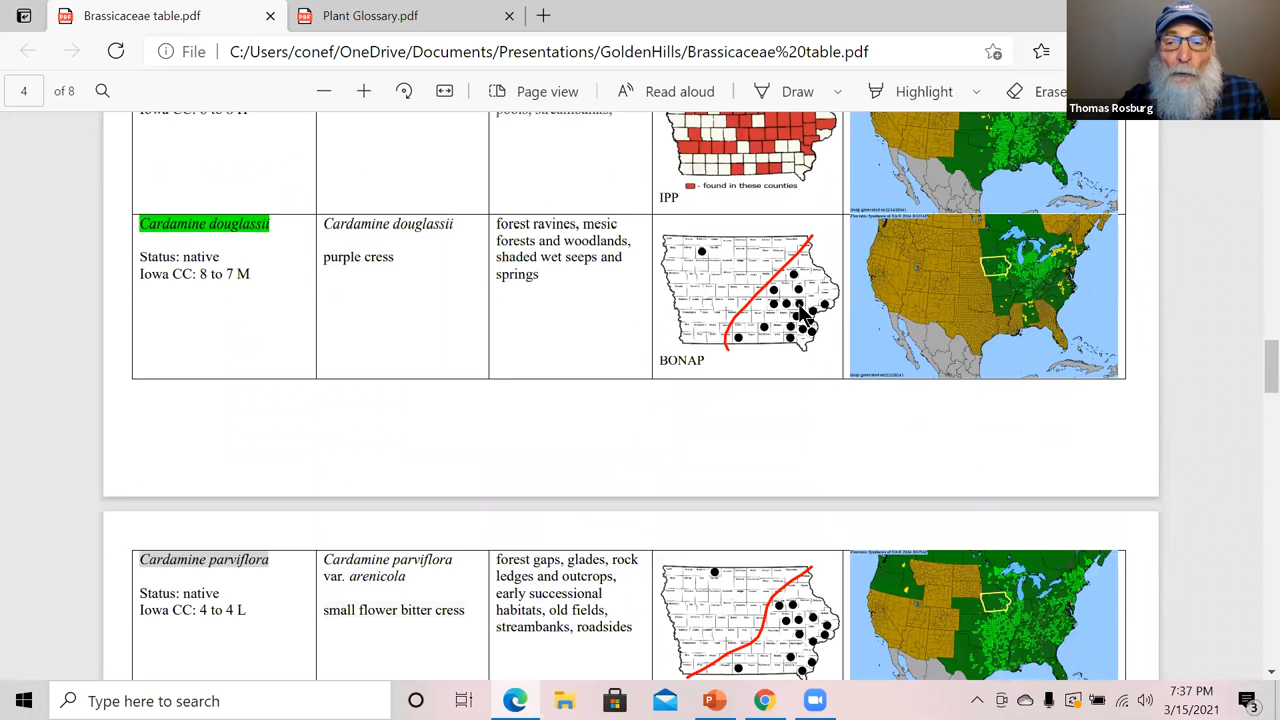 Brassicaceae table.pdf
Plant Glossary.pdf
File
C:/Users/conef/OneDrive/Documents/Presentations/GoldenHills/Brassicaceae%20table.pdf
4 of 8
Page view
Read aloud
Draw
Highlight
Erase
Thomas Rosburg
pools, streambanks,
- found in these counties
IPP
Cardamine douglassii
Status: native
Iowa CC: 8 to 7 M
Cardamine douglassii
purple cress
forest ravines, mesic
forests and woodlands,
shaded wet seeps and
springs
BONAP
Cardamine parviflora
Status: native
Iowa CC: 4 to 4 L
Cardamine parviflora
var. arenicola
small flower bitter cress
forest gaps, glades, rock
ledges and outcrops,
early successional
habitats, old fields,
streambanks, roadsides
Type here to search
7:37 PM
3/15/2021
3